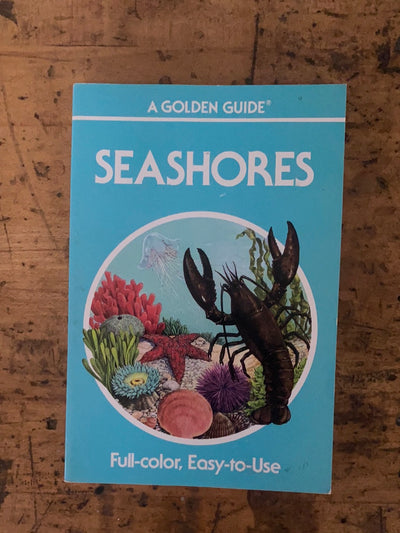 A GOLDEN GUIDE®
SEASHORES
Full-color, Easy-to-Use